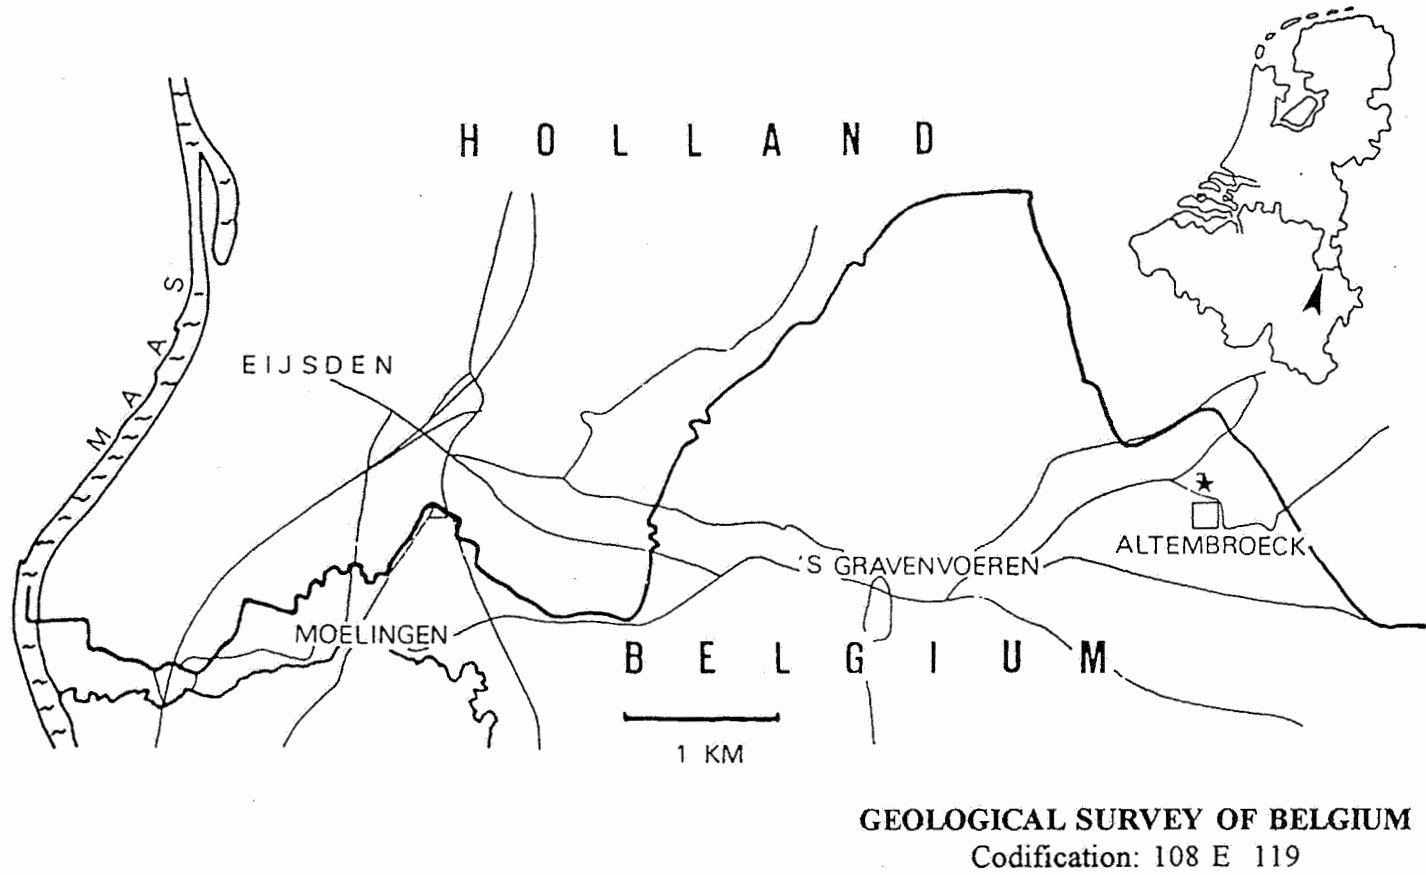 HOLLAND
MAAS
EIJSDEN
ALTEMBROECK
'S GRAVENVOEREN
MOELINGEN
BELGIUM
1 KM
GEOLOGICAL SURVEY OF BELGIUM
Codification: 108 E 119